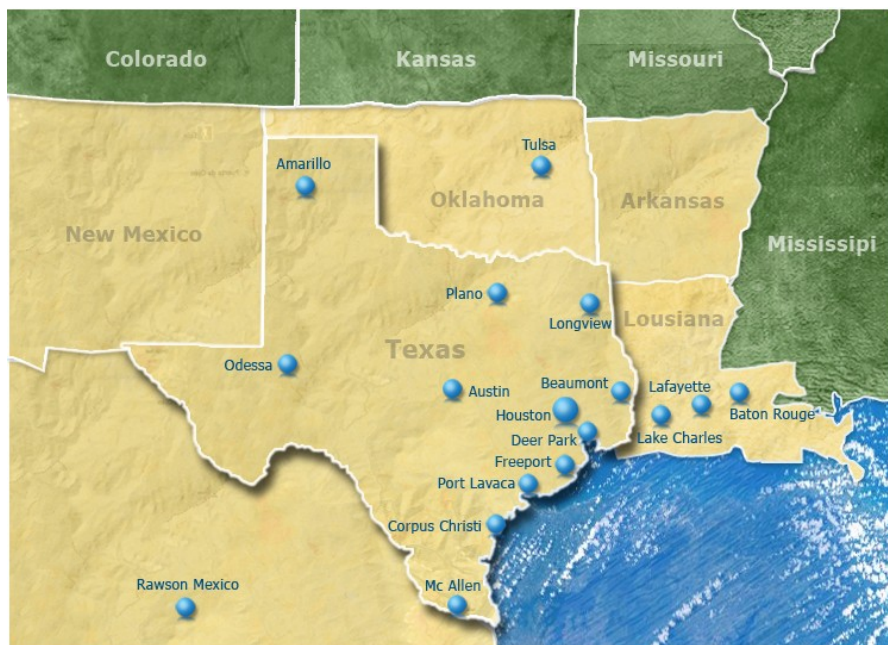 Colorado
Kansas
Missouri
Tulsa
Amarillo
Oklahoma
Arkansas
New Mexico
Mississipi
Plano
Longview
Lousiana
Texas
Odessa
Austin
Beaumont
Lafayette
Houston
Baton Rouge
Deer Park
Lake Charles
Freeport
Port Lavaca
Corpus Christi
Rawson Mexico
Mc Allen